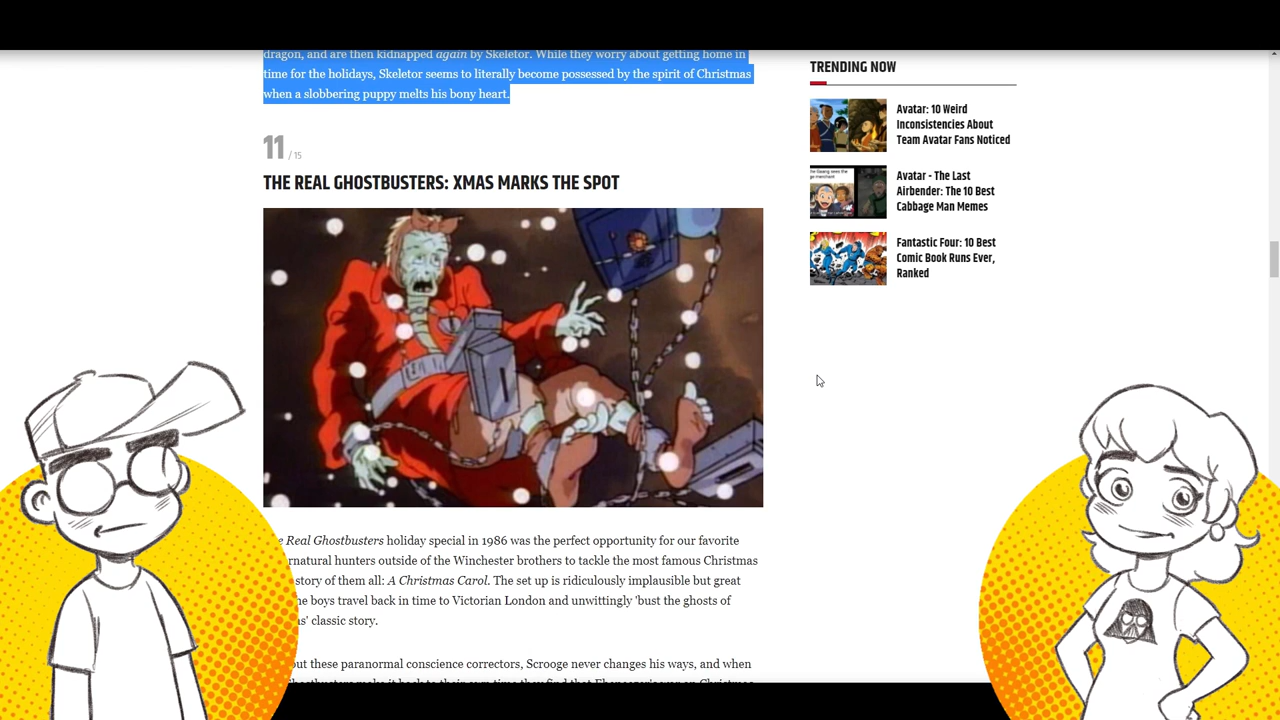 dragon, and are then kidnapped again by Skeletor. While they worry about getting home in
time for the holidays, Skeletor seems to literally become possessed by the spirit of Christmas
when a slobbering puppy melts his bony heart.
11 / 15
THE REAL GHOSTBUSTERS: XMAS MARKS THE SPOT
Real Ghostbusters holiday special in 1986 was the perfect opportunity for our favorite
rnatural hunters outside of the Winchester brothers to tackle the most famous Christmas
story of them all: A Christmas Carol. The set up is ridiculously implausible but great
boys travel back in time to Victorian London and unwittingly 'bust the ghosts of
classic story.
these paranormal conscience correctors, Scrooge never changes his ways, and when
TRENDING NOW
Avatar: 10 Weird
Inconsistencies About
Team Avatar Fans Noticed
Avatar - The Last
Airbender: The 10 Best
Cabbage Man Memes
Fantastic Four: 10 Best
Comic Book Runs Ever,
Ranked